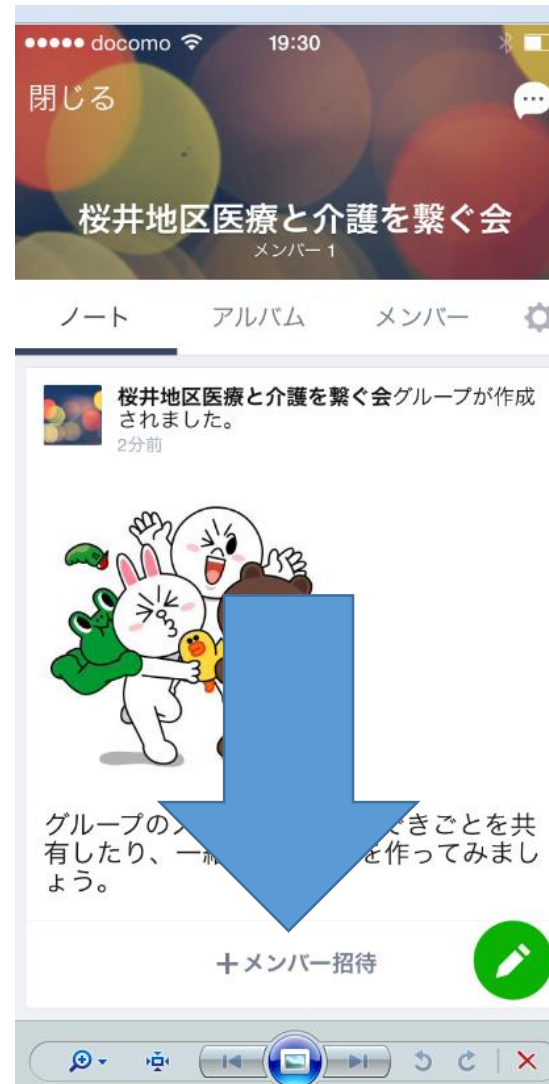 docomo 19:30
閉じる
桜井地区医療と介護を繋ぐ会
メンバー 1
ノート アルバム メンバー
桜井地区医療と介護を繋ぐ会グループが作成
されました。
2分前
グループの きごとを共
有したり、一 を作ってみまし
ょう。
+メンバー招待